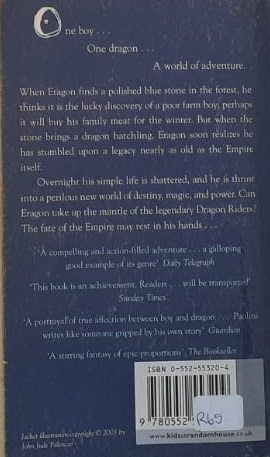 One boy . . .
One dragon . . .
A world of adventure.
When Eragon finds a polished blue stone in the forest, he
thinks it is the lucky discovery of a poor farm boy; perhaps
it will buy his family meat for the winter. But when the
stone brings a dragon hatchling, Eragon soon realizes he
has stumbled upon a legacy nearly as old as the Empire
itself.
Overnight his simple life is shattered, and he is thrust
into a perilous new world of destiny, magic, and power. Can
Eragon take up the mantle of the legendary Dragon Riders?
The fate of the Empire may rest in his hands . . .
'A compelling and action-filled adventure . . . a galloping
good example of its genre' Daily Telegraph
'This book is an achievement. Readers . . . will be transported'
Sunday Times
'A portrayal of true affection between boy and dragon . . . Paolini
writes like someone gripped by his own story' Guardian
'A stirring fantasy of epic proportions' The Bookseller
ISBN 0-552-55320-4
9 780552
R69
www.kidsatrandomhouse.co.uk
Jacket illustration copyright © 2003 by
John Jude Palencar